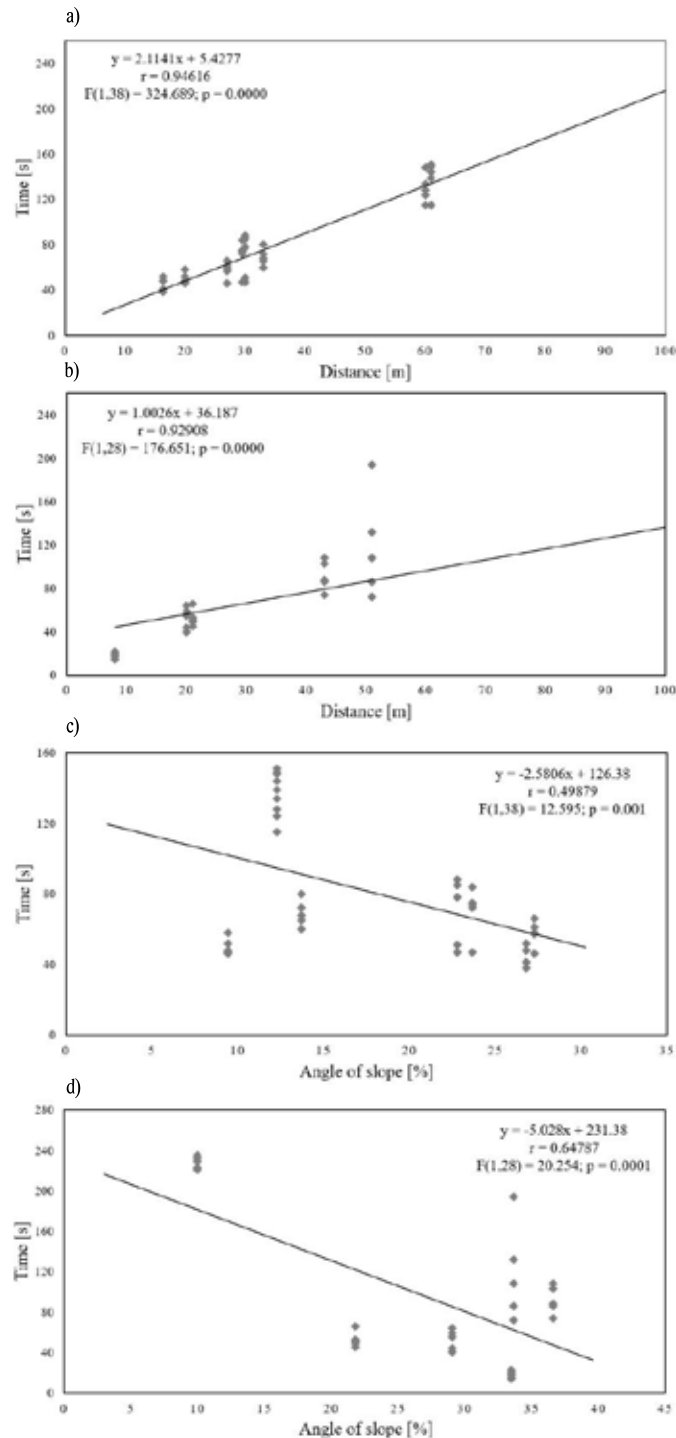 a)
y = 2.1141x + 5.4277
r = 0.94616
F(1,38) = 324.689; p = 0.0000
Time [s]
240
200
160
120
80
40
0
0 10 20 30 40 50 60 70 80 90 100
Distance [m]
b)
y = 1.0026x + 36.187
r = 0.92908
F(1,28) = 176.651; p = 0.0000
Time [s]
240
200
160
120
80
40
0
0 10 20 30 40 50 60 70 80 90 100
Distance [m]
c)
y = -2.5806x + 126.38
r = 0.49879
F(1,38) = 12.595; p = 0.001
Time [s]
160
120
80
40
0
0 5 10 15 20 25 30 35
Angle of slope [%]
d)
y = -5.028x + 231.38
r = 0.64787
F(1,28) = 20.254; p = 0.0001
Time [s]
280
240
200
160
120
80
40
0
0 5 10 15 20 25 30 35 40 45
Angle of slope [%]